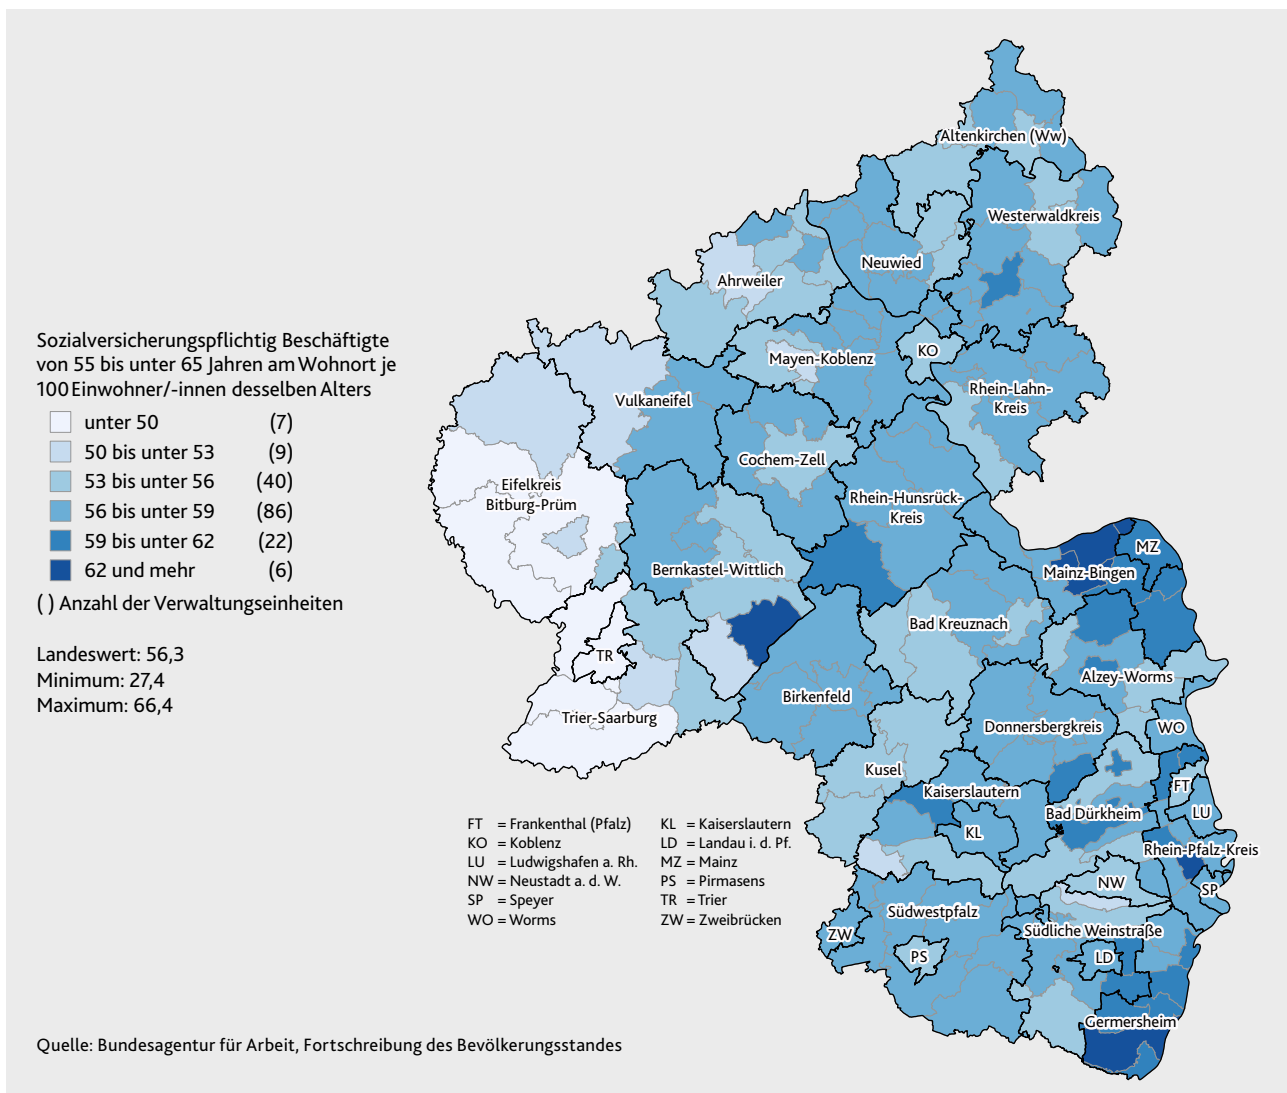 Altenkirchen (Ww)
Westerwaldkreis
Neuwied
Ahrweiler
Mayen-Koblenz
KO
Rhein-Lahn-
Kreis
Vulkaneifel
Cochem-Zell
Eifelkreis
Bitburg-Prüm
Rhein-Hunsrück-
Kreis
Bernkastel-Wittlich
MZ
Mainz-Bingen
Bad Kreuznach
TR
Trier-Saarburg
Birkenfeld
Alzey-Worms
Donnersbergkreis
WO
Kusel
Kaiserslautern
FT
Bad Dürkheim
LU
KL
Rhein-Pfalz-Kreis
NW
SP
Südwestpfalz
ZW
Südliche Weinstraße
PS
LD
Germersheim
Sozialversicherungspflichtig Beschäftigte
von 55 bis unter 65 Jahren am Wohnort je
100 Einwohner/-innen desselben Alters
unter 50 (7)
50 bis unter 53 (9)
53 bis unter 56 (40)
56 bis unter 59 (86)
59 bis unter 62 (22)
62 und mehr (6)
( ) Anzahl der Verwaltungseinheiten
Landeswert: 56,3
Minimum: 27,4
Maximum: 66,4
FT = Frankenthal (Pfalz) KL = Kaiserslautern
KO = Koblenz LD = Landau i. d. Pf.
LU = Ludwigshafen a. Rh. MZ = Mainz
NW = Neustadt a. d. W. PS = Pirmasens
SP = Speyer TR = Trier
WO = Worms ZW = Zweibrücken
Quelle: Bundesagentur für Arbeit, Fortschreibung des Bevölkerungsstandes